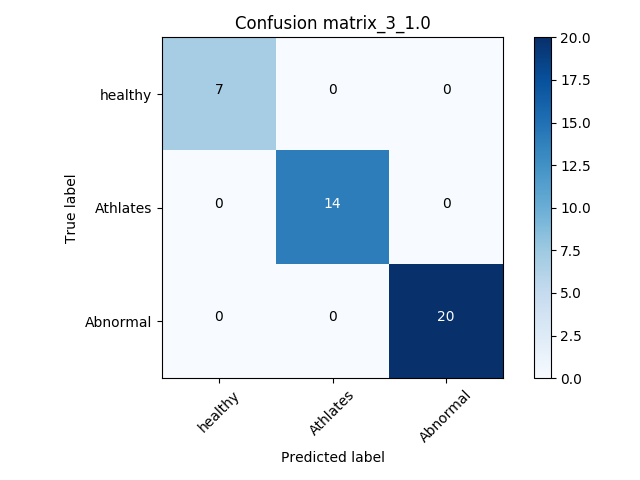 Confusion matrix_3_1.0
True label
healthy
Athlates
Abnormal
7 0 0
0 14 0
0 0 20
healthy
Athlates
Abnormal
Predicted label
20.0
17.5
15.0
12.5
10.0
7.5
5.0
2.5
0.0